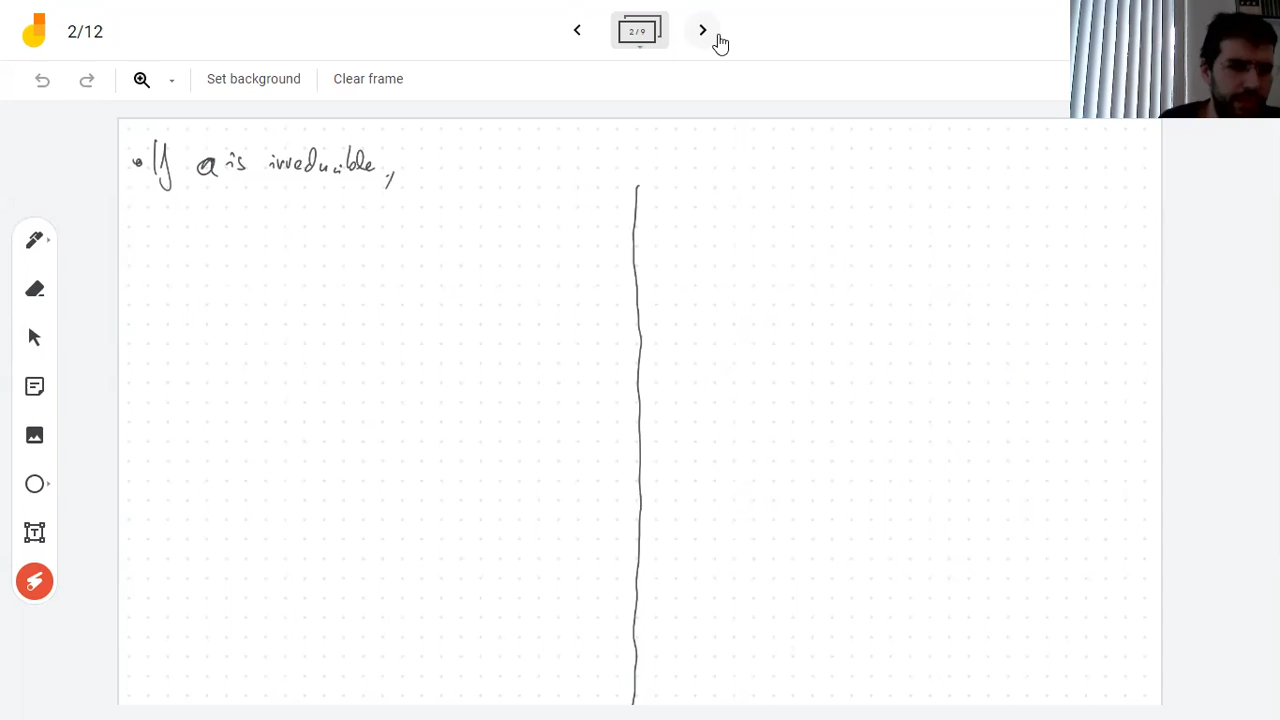 2/12
2/9
Set background
Clear frame
• If a is irreducible,